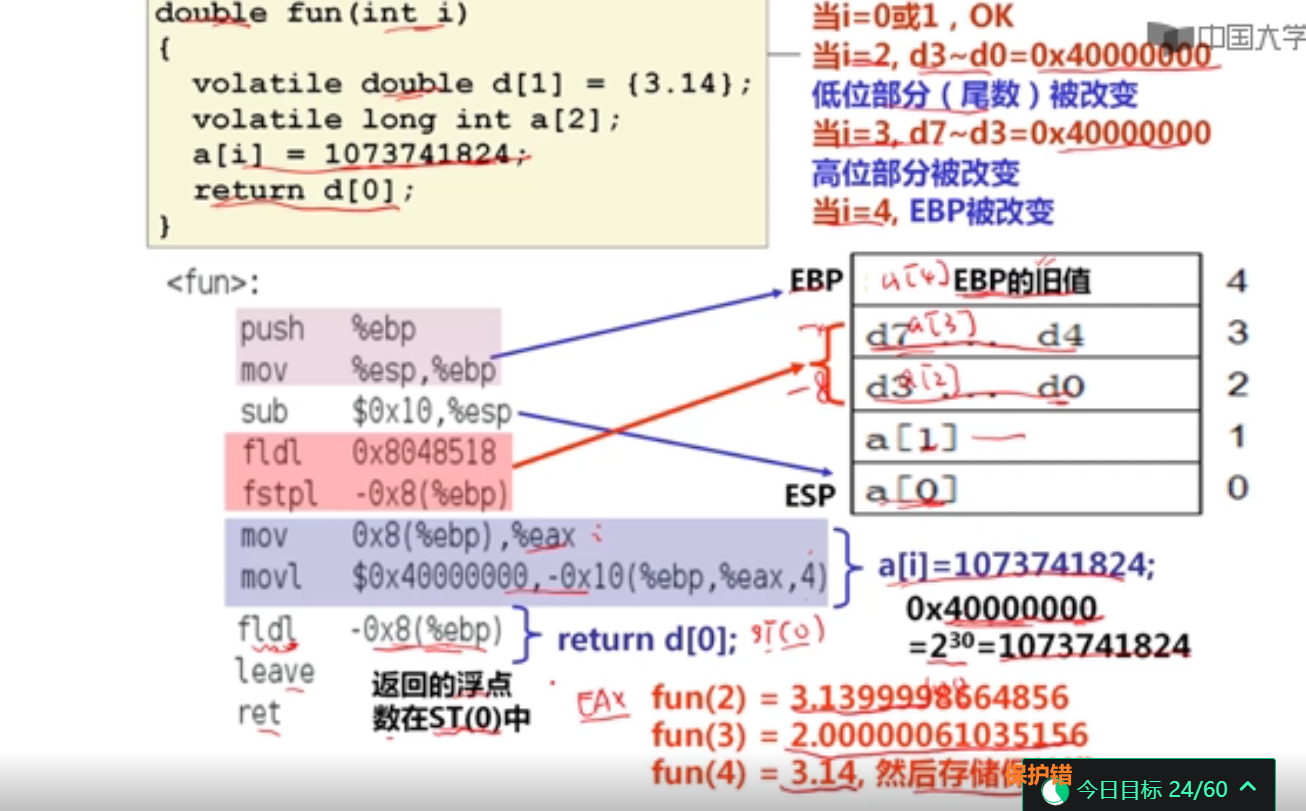 double fun(int i)
{
volatile double d[1] = {3.14};
volatile long int a[2];
a[i] = 1073741824;
return d[0];
}
当i=0或1，OK
当i=2, d3~d0=0x40000000
低位部分（尾数）被改变
当i=3, d7~d3=0x40000000
高位部分被改变
当i=4, EBP被改变
中国大学
<fun>:
push %ebp
mov %esp,%ebp
sub $0x10,%esp
fldl 0x8048518
fstpl -0x8(%ebp)
mov 0x8(%ebp),%eax i
movl $0x40000000,-0x10(%ebp,%eax,4)
fldl -0x8(%ebp)
leave
ret
EBP a[4] EBP的旧值 4
d7 a[3] ... d4 3
-8 d3 a[2] ... d0 2
a[1] 1
ESP a[0] 0
a[i]=1073741824;
0x40000000
=2³⁰=1073741824
return d[0]; ST(0)
返回的浮点
数在ST(0)中
EAX
fun(2) = 3.1399998664856
fun(3) = 2.00000061035156
fun(4) = 3.14, 然后存储保护错
今日目标 24/60